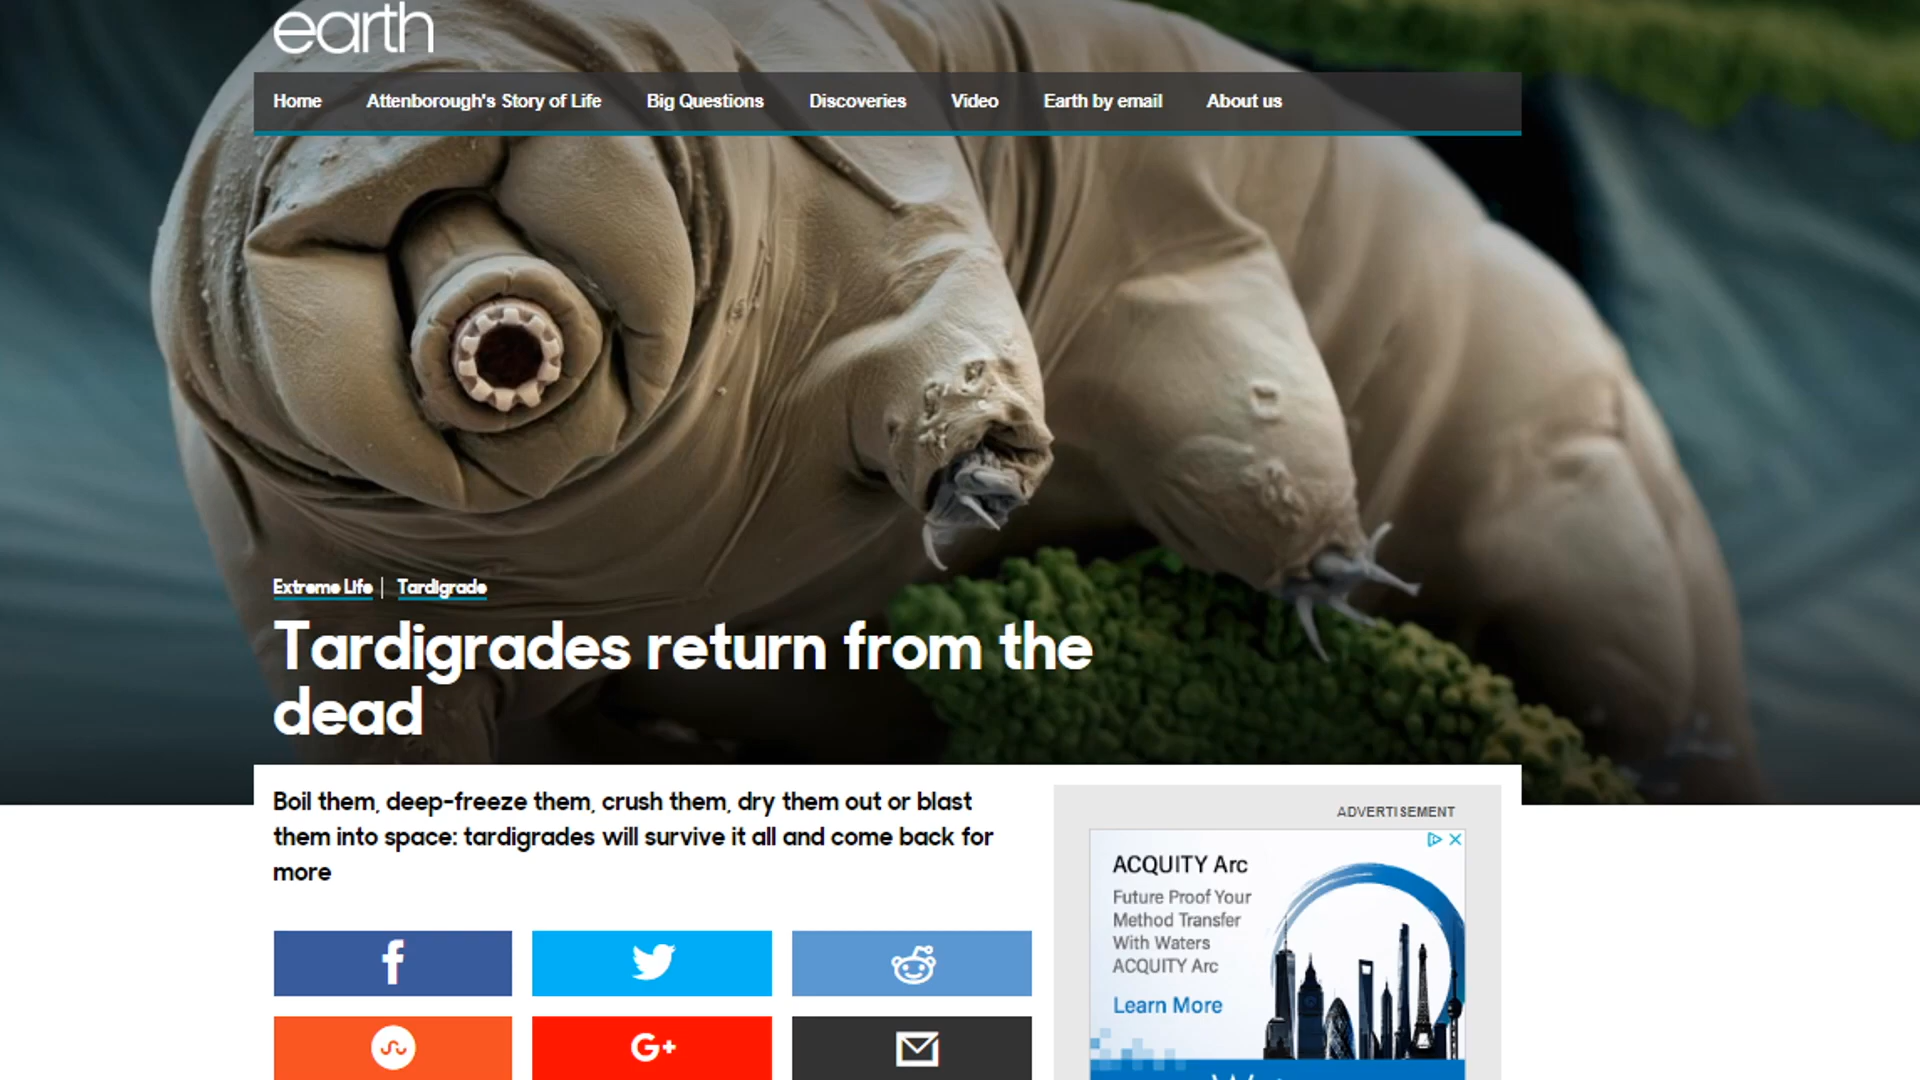 earth
Home Attenborough's Story of Life Big Questions Discoveries Video Earth by email About us
Extreme Life | Tardigrade
Tardigrades return from the
dead
Boil them, deep-freeze them, crush them, dry them out or blast
them into space: tardigrades will survive it all and come back for
more
ADVERTISEMENT
ACQUITY Arc
Future Proof Your
Method Transfer
With Waters
ACQUITY Arc
Learn More
f
G+